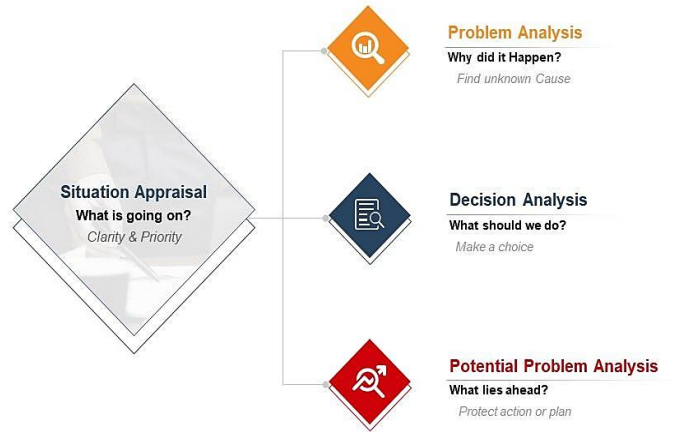 Situation Appraisal
What is going on?
Clarity & Priority
Problem Analysis
Why did it Happen?
Find unknown Cause
Decision Analysis
What should we do?
Make a choice
Potential Problem Analysis
What lies ahead?
Protect action or plan